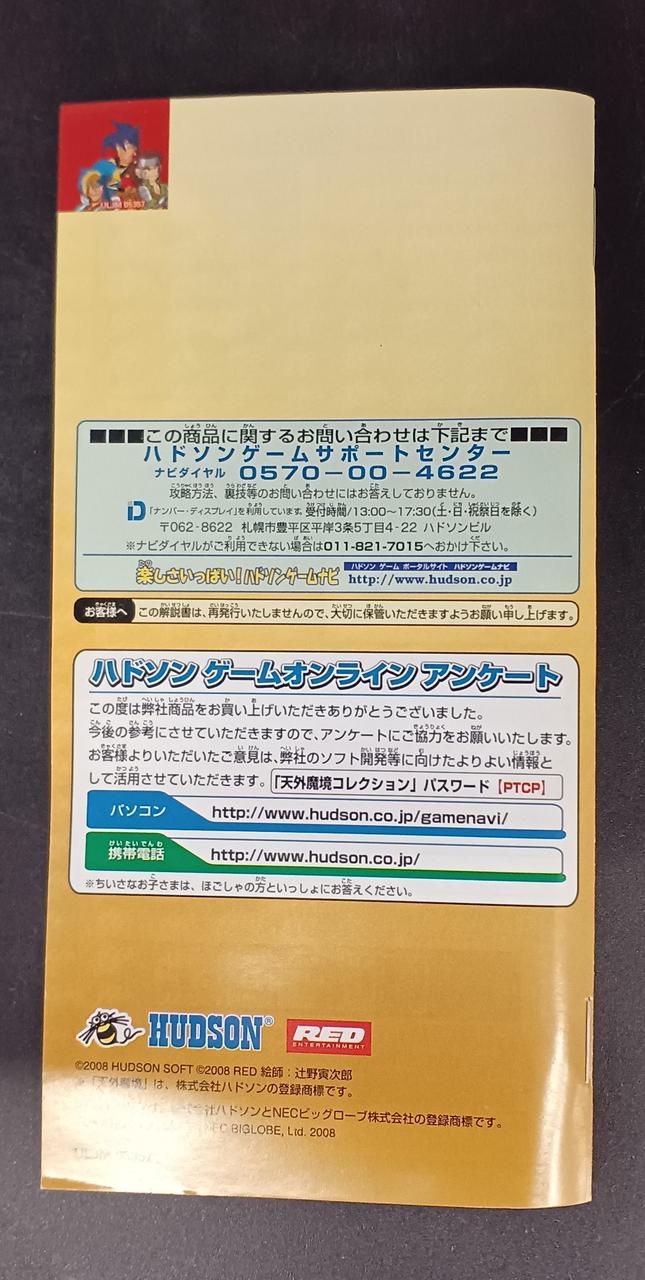 ULJM 05357
■■■この商品に関するお問い合わせは下記まで■■■
ハドソンゲームサポートセンター
ナビダイヤル 0570-00-4622
攻略方法、裏技等のお問い合わせにはお答えしておりません。
「ナンバー・ディスプレイ」を利用しています。受付時間/13:00〜17:30(土・日・祝祭日を除く)
〒062-8622 札幌市豊平区平岸3条5丁目4-22 ハドソンビル
※ナビダイヤルがご利用できない場合は011-821-7015へおかけ下さい。
楽しさいっぱい!ハドソンゲームナビ ハドソン ゲーム ポータルサイト ハドソンゲームナビ
http://www.hudson.co.jp
お客様へ この解説書は、再発行いたしませんので、大切に保管いただきますようお願い申し上げます。
ハドソン ゲームオンライン アンケート
この度は弊社商品をお買い上げいただきありがとうございました。
今後の参考にさせていただきますので、アンケートにご協力をお願いいたします。
お客様よりいただいたご意見は、弊社のソフト開発等に向けたよりよい情報と
して活用させていただきます。「天外魔境コレクション」パスワード【PTCP】
パソコン http://www.hudson.co.jp/gamenavi/
携帯電話 http://www.hudson.co.jp/
※ちいさなお子さまは、ほごしゃの方といっしょにお答えください。
HUDSON® RED
ENTERTAINMENT
©2008 HUDSON SOFT ©2008 RED 絵師:辻野寅次郎
※「天外魔境」は、株式会社ハドソンの登録商標です。
式会社ハドソンとNECビッグローブ株式会社の登録商標です。
NEC BIGLOBE, Ltd. 2008